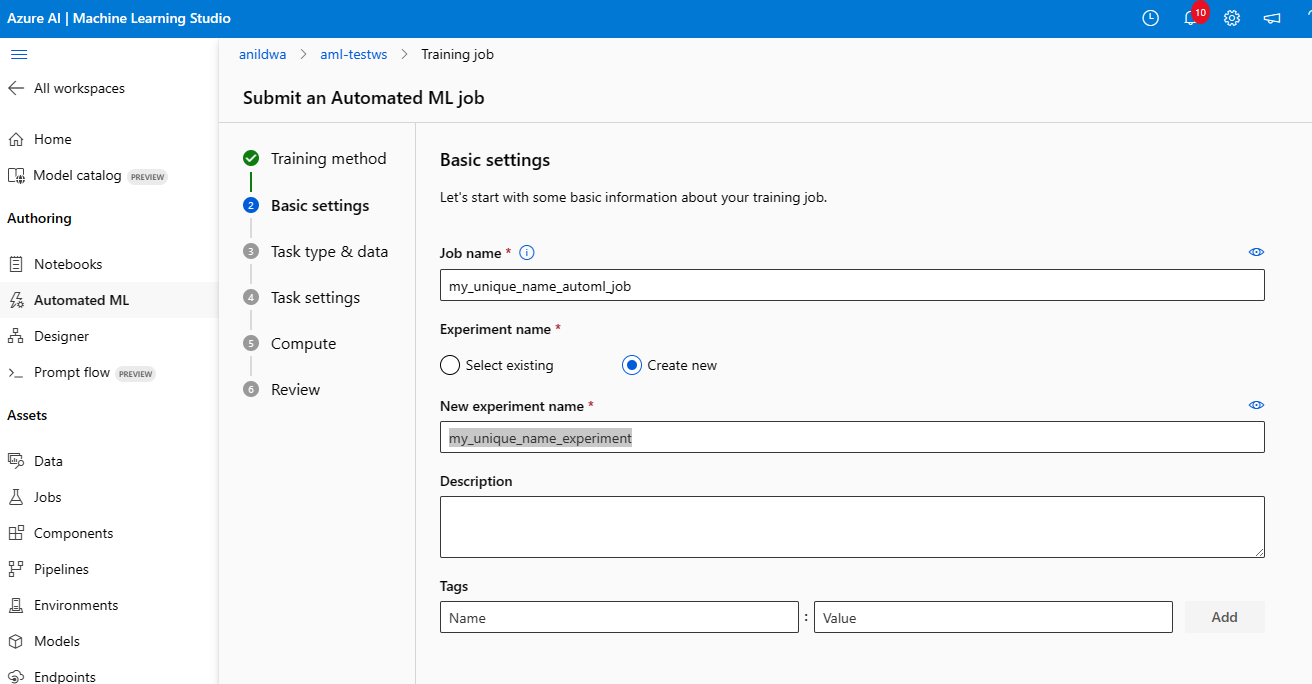 Azure AI | Machine Learning Studio
10
anildwa > aml-testws > Training job
All workspaces
Home
Model catalog PREVIEW
Authoring
Notebooks
Automated ML
Designer
Prompt flow PREVIEW
Assets
Data
Jobs
Components
Pipelines
Environments
Models
Endpoints
Submit an Automated ML job
Training method
2 Basic settings
3 Task type & data
4 Task settings
5 Compute
6 Review
Basic settings
Let's start with some basic information about your training job.
Job name *
my_unique_name_automl_job
Experiment name *
Select existing
Create new
New experiment name *
my_unique_name_experiment
Description
Tags
Name : Value Add